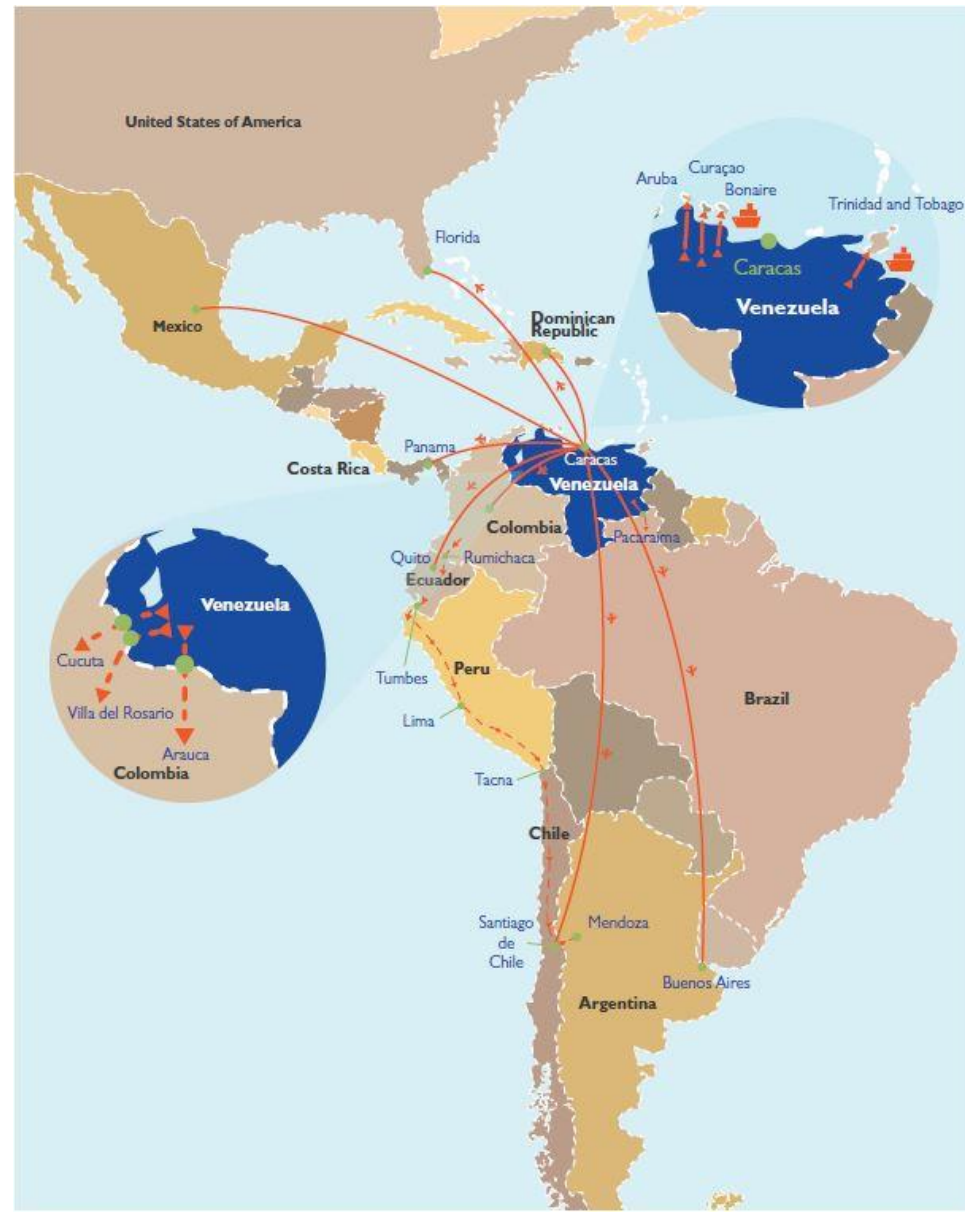 United States of America
Curaçao
Aruba
Bonaire
Trinidad and Tobago
Florida
Caracas
Venezuela
Mexico
Dominican
Republic
Panama
Costa Rica
Caracas
Venezuela
Colombia
Pacaraima
Quito
Rumichaca
Ecuador
Venezuela
Cucuta
Villa del Rosario
Arauca
Colombia
Tumbes
Peru
Lima
Brazil
Tacna
Chile
Santiago
de
Chile
Mendoza
Buenos Aires
Argentina